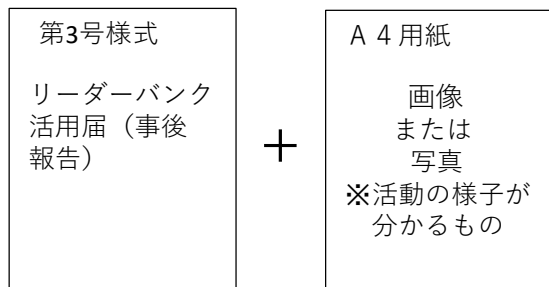 第3号様式
リーダーバンク
活用届（事後
報告）
＋
Ａ４用紙
画像
または
写真
※活動の様子が
分かるもの